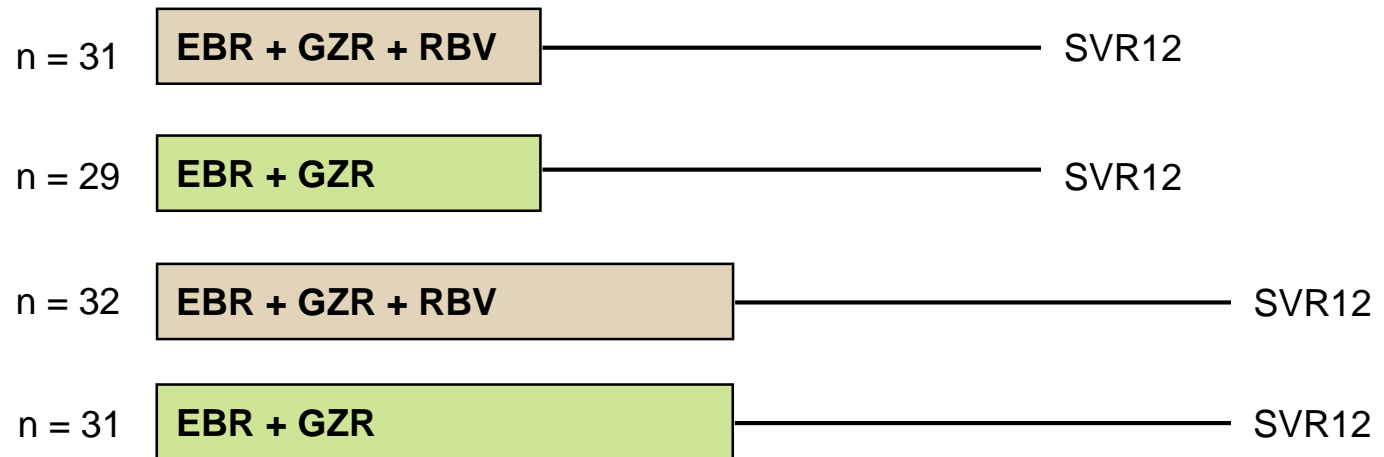 n = 31 EBR + GZR + RBV SVR12
n = 29 EBR + GZR SVR12
n = 32 EBR + GZR + RBV SVR12
n = 31 EBR + GZR SVR12